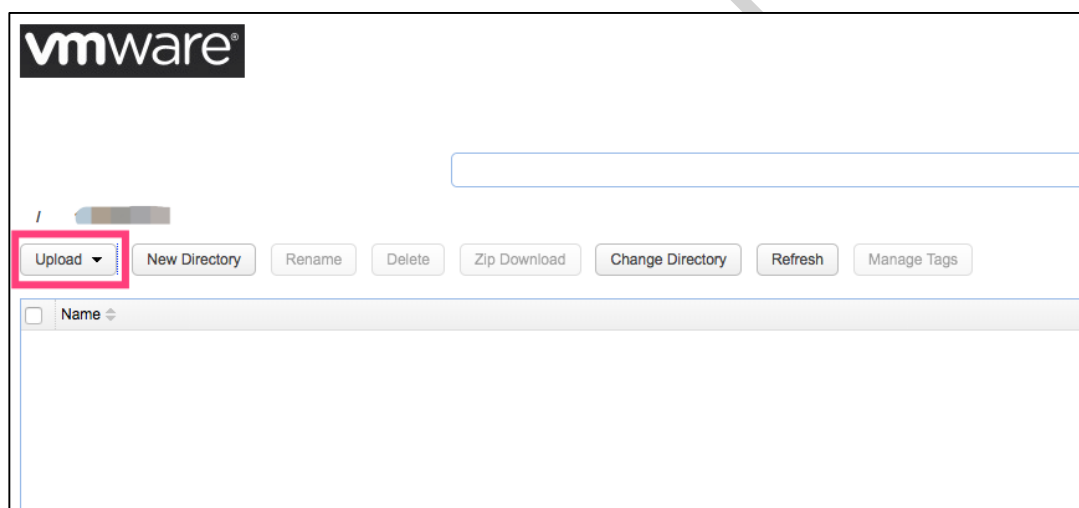 vmware®
/
Upload New Directory Rename Delete Zip Download Change Directory Refresh Manage Tags
Name